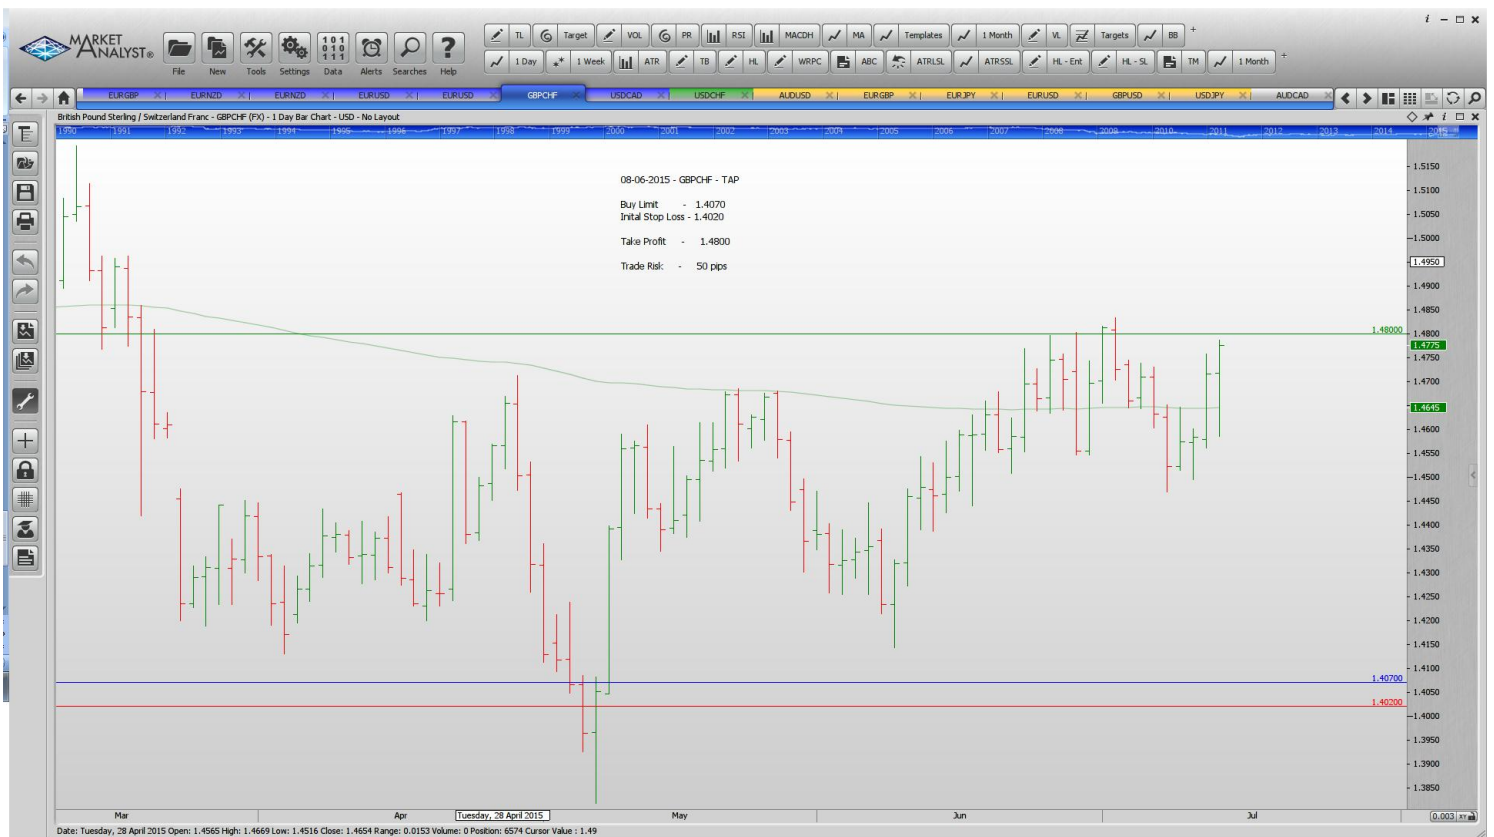 MARKET
ANALYST®
File New Tools Settings Data Alerts Searches Help
TL Target VOL PR RSI MACDH MA Templates 1 Month VL Targets BB +
1 Day 1 Week ATR TB HL WRPC ABC ATRLSL ATRSSL HL - Ent HL - SL TM 1 Month +
EURGBP EURNZD EURNZD EURUSD EURUSD GBPCHF USDCAD USDCHF AUDUSD EURGBP EURJPY EURUSD GBPUSD USDJPY AUDCAD
British Pound Sterling / Switzerland Franc - GBPCHF (FX) - 1 Day Bar Chart - USD - No Layout
1990 1991 1992 1993 1994 1995 1996 1997 1998 1999 2000 2001 2002 2003 2004 2005 2006 2007 2008 2009 2010 2011 2012 2013 2014 2015
08-06-2015 - GBPCHF - TAP
Buy Limit - 1.4070
Inital Stop Loss - 1.4020
Take Profit - 1.4800
Trade Risk - 50 pips
1.5150
1.5100
1.5050
1.5000
1.4950
1.4900
1.4850
1.48000
1.4800
1.4775
1.4750
1.4700
1.4645
1.4600
1.4550
1.4500
1.4450
1.4400
1.4350
1.4300
1.4250
1.4200
1.4150
1.4100
1.40700
1.4050
1.40200
1.4000
1.3950
1.3900
1.3850
Mar Apr Tuesday, 28 April 2015 May Jun Jul 0.003 XY
Date: Tuesday, 28 April 2015 Open: 1.4565 High: 1.4669 Low: 1.4516 Close: 1.4654 Range: 0.0153 Volume: 0 Position: 6574 Cursor Value : 1.49